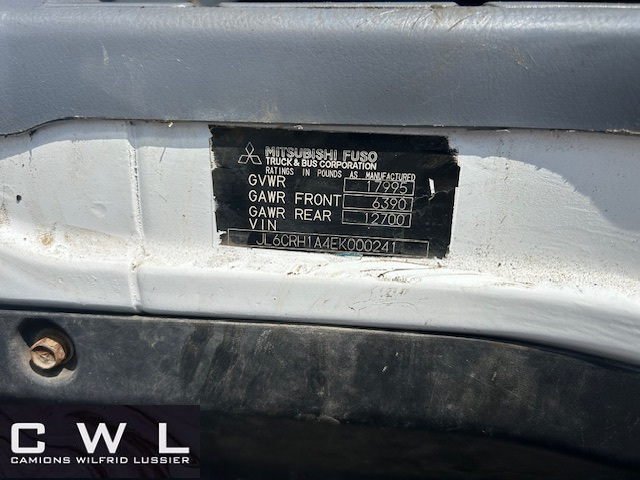 MITSUBISHI FUSO
TRUCK & BUS CORPORATION
RATINGS IN POUNDS AS MANUFACTURED
GVWR 17995
GAWR FRONT 6390
GAWR REAR 12700
VIN
JL6CRH1A4EK000241
CWL
CAMIONS WILFRID LUSSIER